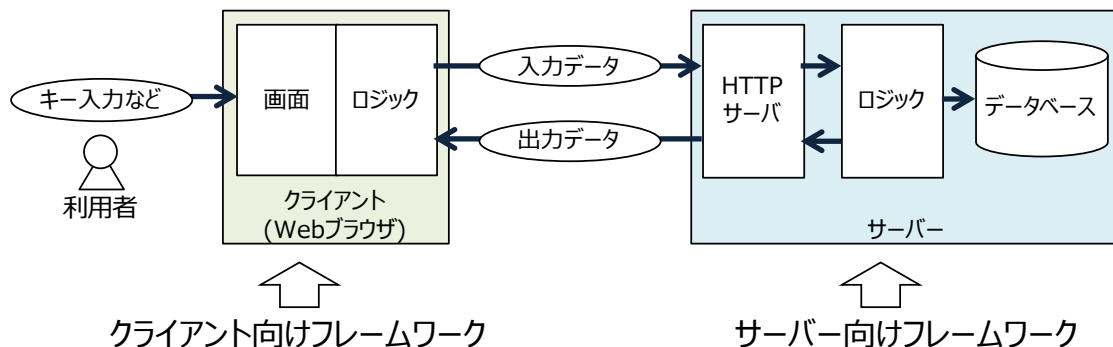 キー入力など
利用者
画面
ロジック
クライアント
(Webブラウザ)
入力データ
出力データ
HTTP
サーバ
ロジック
データベース
サーバー
クライアント向けフレームワーク
サーバー向けフレームワーク